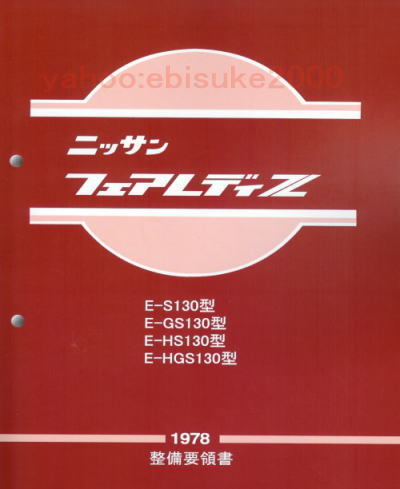 yahoo:ebisuke2000
ニッサン
フェアレディZ
E-S130型
E-GS130型
E-HS130型
E-HGS130型
1978
整備要領書